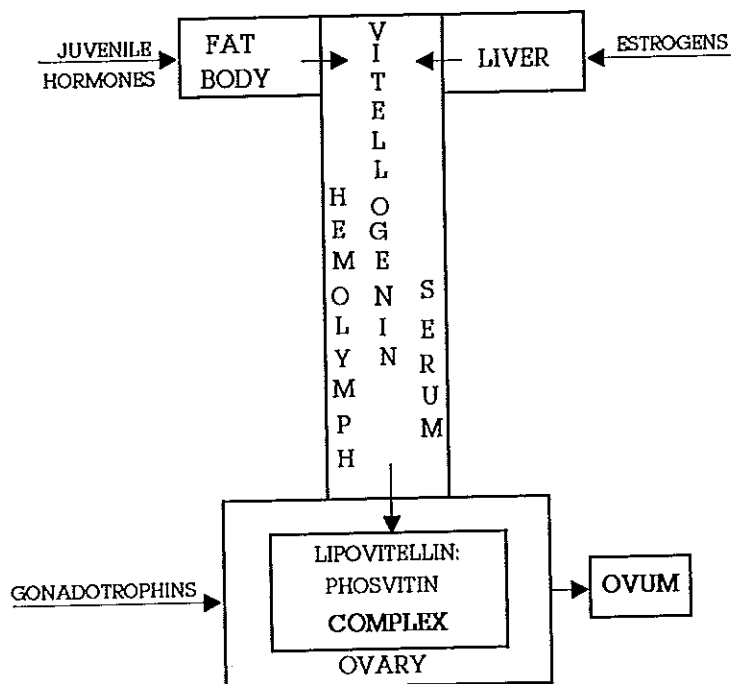 JUVENILE
HORMONES
FAT
BODY
VITELLOGENIN
LIVER
ESTROGENS
HEMOLYMPH
SERUM
GONADOTROPHINS
LIPOVITELLIN:
PHOSVITIN
COMPLEX
OVARY
OVUM